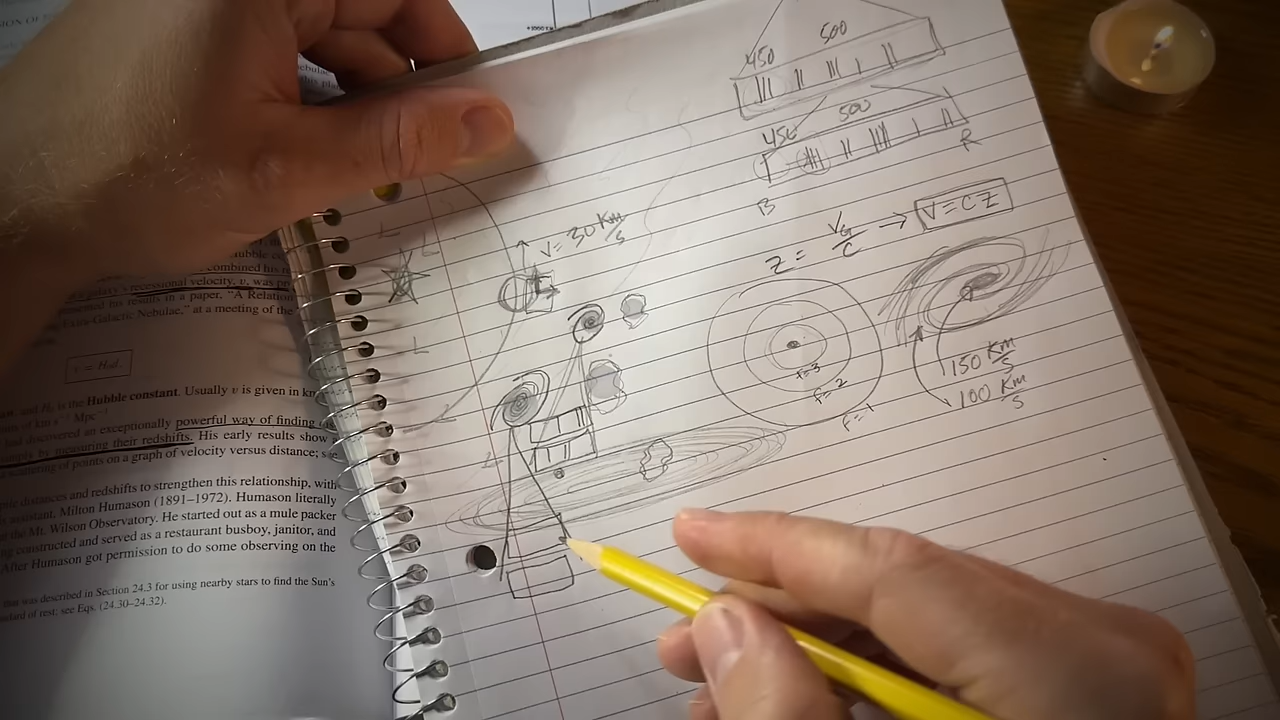 450 500
450 500
B R
V = 30 Km/s
Z = V_G/C → V = CZ
r=3
r=2
r=1
150 Km/s
100 Km/s
combined his
galaxy's recessional velocity, v, was
his results in a paper, "A Relation
Extra-Galactic Nebulae," at a meeting of the
is the Hubble constant. Usually v is given in
km s⁻¹ Mpc⁻¹
had discovered an exceptionally powerful way of finding
simply by measuring their redshifts. His early results show
scattering of points on a graph of velocity versus distance;
distances and redshifts to strengthen this relationship, with
assistant, Milton Humason (1891–1972). Humason literally
the Mt. Wilson Observatory. He started out as a mule packer
constructed and served as a restaurant busboy, janitor, and
After Humason got permission to do some observing on the
was described in Section 24.3 for using nearby stars to find the Sun's
standard of rest; see Eqs. (24.30–24.32).